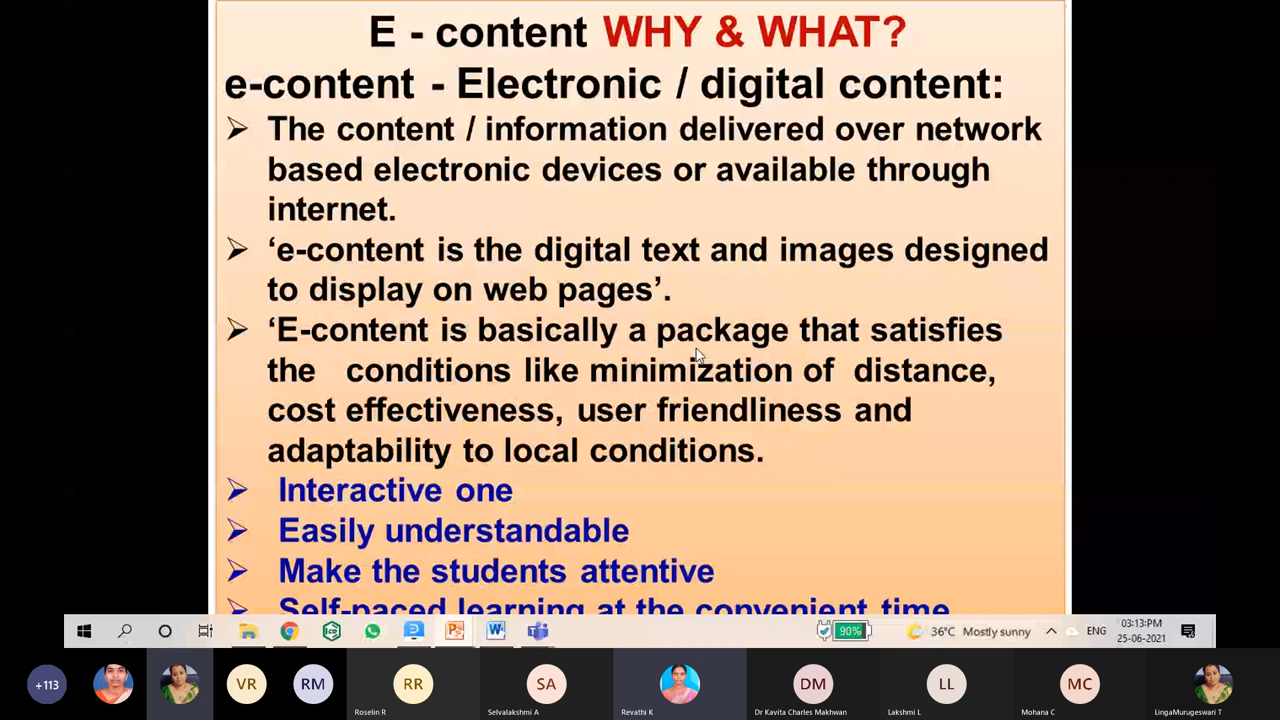 E - content WHY & WHAT?
e-content - Electronic / digital content:
➢ The content / information delivered over network
based electronic devices or available through
internet.
➢ ‘e-content is the digital text and images designed
to display on web pages’.
➢ ‘E-content is basically a package that satisfies
the conditions like minimization of distance,
cost effectiveness, user friendliness and
adaptability to local conditions.
➢ Interactive one
➢ Easily understandable
➢ Make the students attentive
➢ Self-paced learning at the convenient time
90%
36°C Mostly sunny
ENG
03:13:PM
25-06-2021
+113
VR
RM
RR
Roselin R
SA
Selvalakshmi A
Revathi K
DM
Dr Kavita Charles Makhwan
LL
Lakshmi L
MC
Mohana C
LingaMurugeswari T